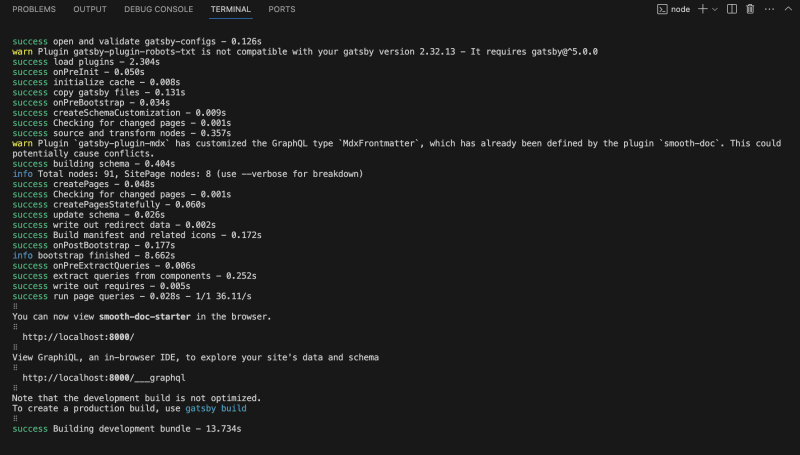 PROBLEMS OUTPUT DEBUG CONSOLE TERMINAL PORTS node
success open and validate gatsby-configs - 0.126s
warn Plugin gatsby-plugin-robots-txt is not compatible with your gatsby version 2.32.13 - It requires gatsby@^5.0.0
success load plugins - 2.304s
success onPreInit - 0.050s
success initialize cache - 0.008s
success copy gatsby files - 0.131s
success onPreBootstrap - 0.034s
success createSchemaCustomization - 0.009s
success Checking for changed pages - 0.001s
success source and transform nodes - 0.357s
warn Plugin `gatsby-plugin-mdx` has customized the GraphQL type `MdxFrontmatter`, which has already been defined by the plugin `smooth-doc`. This could
potentially cause conflicts.
success building schema - 0.404s
info Total nodes: 91, SitePage nodes: 8 (use --verbose for breakdown)
success createPages - 0.048s
success Checking for changed pages - 0.001s
success createPagesStatefully - 0.060s
success update schema - 0.026s
success write out redirect data - 0.002s
success Build manifest and related icons - 0.172s
success onPostBootstrap - 0.177s
info bootstrap finished - 8.662s
success onPreExtractQueries - 0.006s
success extract queries from components - 0.252s
success write out requires - 0.005s
success run page queries - 0.028s - 1/1 36.11/s
⠿
You can now view smooth-doc-starter in the browser.
⠿
http://localhost:8000/
⠿
View GraphiQL, an in-browser IDE, to explore your site's data and schema
⠿
http://localhost:8000/___graphql
⠿
Note that the development build is not optimized.
To create a production build, use gatsby build
⠿
success Building development bundle - 13.734s